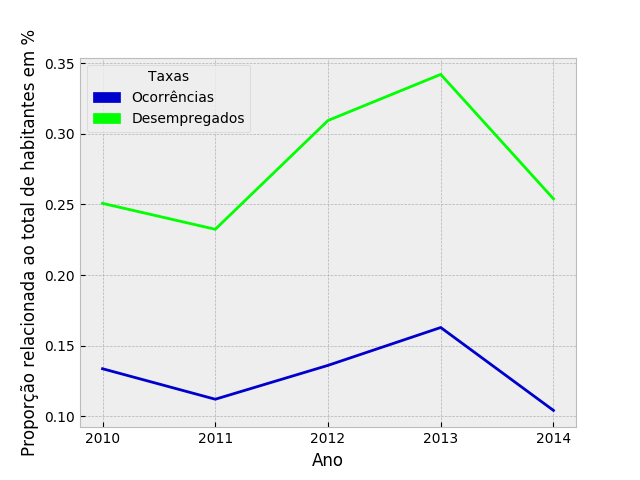 Proporção relacionada ao total de habitantes em %
0.35
0.30
0.25
0.20
0.15
0.10
Taxas
Ocorrências
Desempregados
2010 2011 2012 2013 2014
Ano